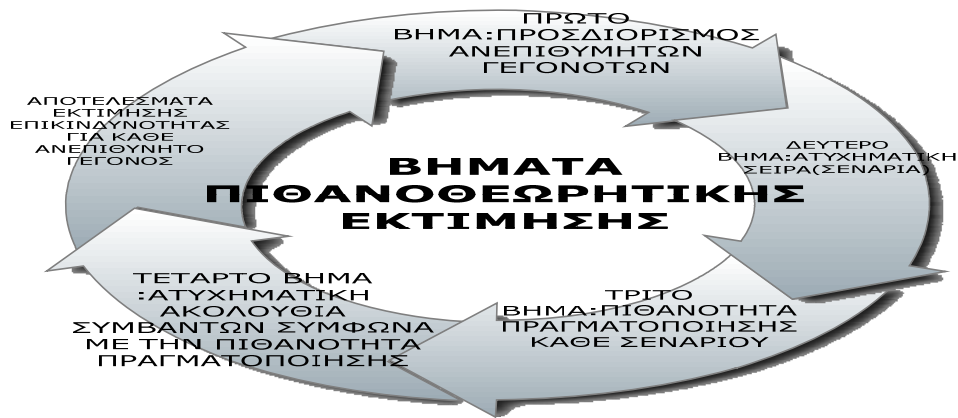 ΠΡΩΤΟ
ΒΗΜΑ:ΠΡΟΣΔΙΟΡΙΣΜΟΣ
ΑΝΕΠΙΘΥΜΗΤΩΝ
ΓΕΓΟΝΟΤΩΝ
ΔΕΥΤΕΡΟ
ΒΗΜΑ:ΑΤΥΧΗΜΑΤΙΚΗ
ΣΕΙΡΑ(ΣΕΝΑΡΙΑ)
ΤΡΙΤΟ
ΒΗΜΑ:ΠΙΘΑΝΟΤΗΤΑ
ΠΡΑΓΜΑΤΟΠΟΙΗΣΗΣ
ΚΑΘΕ ΣΕΝΑΡΙΟΥ
ΤΕΤΑΡΤΟ ΒΗΜΑ
:ΑΤΥΧΗΜΑΤΙΚΗ
ΑΚΟΛΟΥΘΙΑ
ΣΥΜΒΑΝΤΩΝ ΣΥΜΦΩΝΑ
ΜΕ ΤΗΝ ΠΙΘΑΝΟΤΗΤΑ
ΠΡΑΓΜΑΤΟΠΟΙΗΣΗΣ
ΑΠΟΤΕΛΕΣΜΑΤΑ
ΕΚΤΙΜΗΣΗΣ
ΕΠΙΚΙΝΔΥΝΟΤΗΤΑΣ
ΓΙΑ ΚΑΘΕ
ΑΝΕΠΙΘΥΝΗΤΟ
ΓΕΓΟΝΟΣ
ΒΗΜΑΤΑ
ΠΙΘΑΝΟΘΕΩΡΗΤΙΚΗΣ
ΕΚΤΙΜΗΣΗΣ